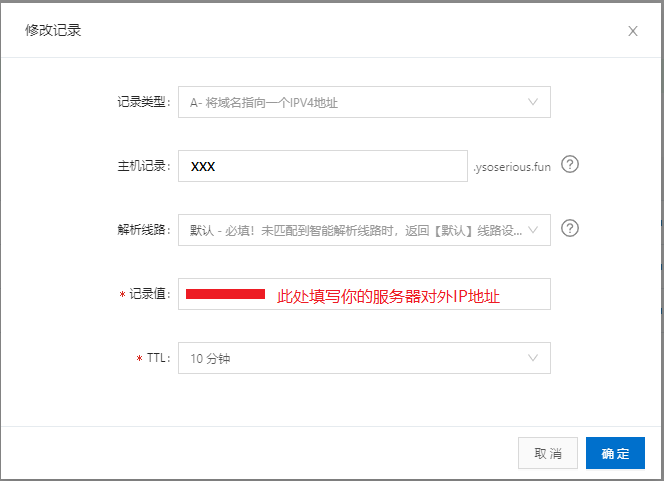 修改记录
记录类型: A- 将域名指向一个IPV4地址
主机记录: XXX .ysoserious.fun
解析线路: 默认 - 必填！未匹配到智能解析线路时，返回【默认】线路设...
* 记录值: 此处填写你的服务器对外IP地址
* TTL: 10 分钟
取 消 确 定